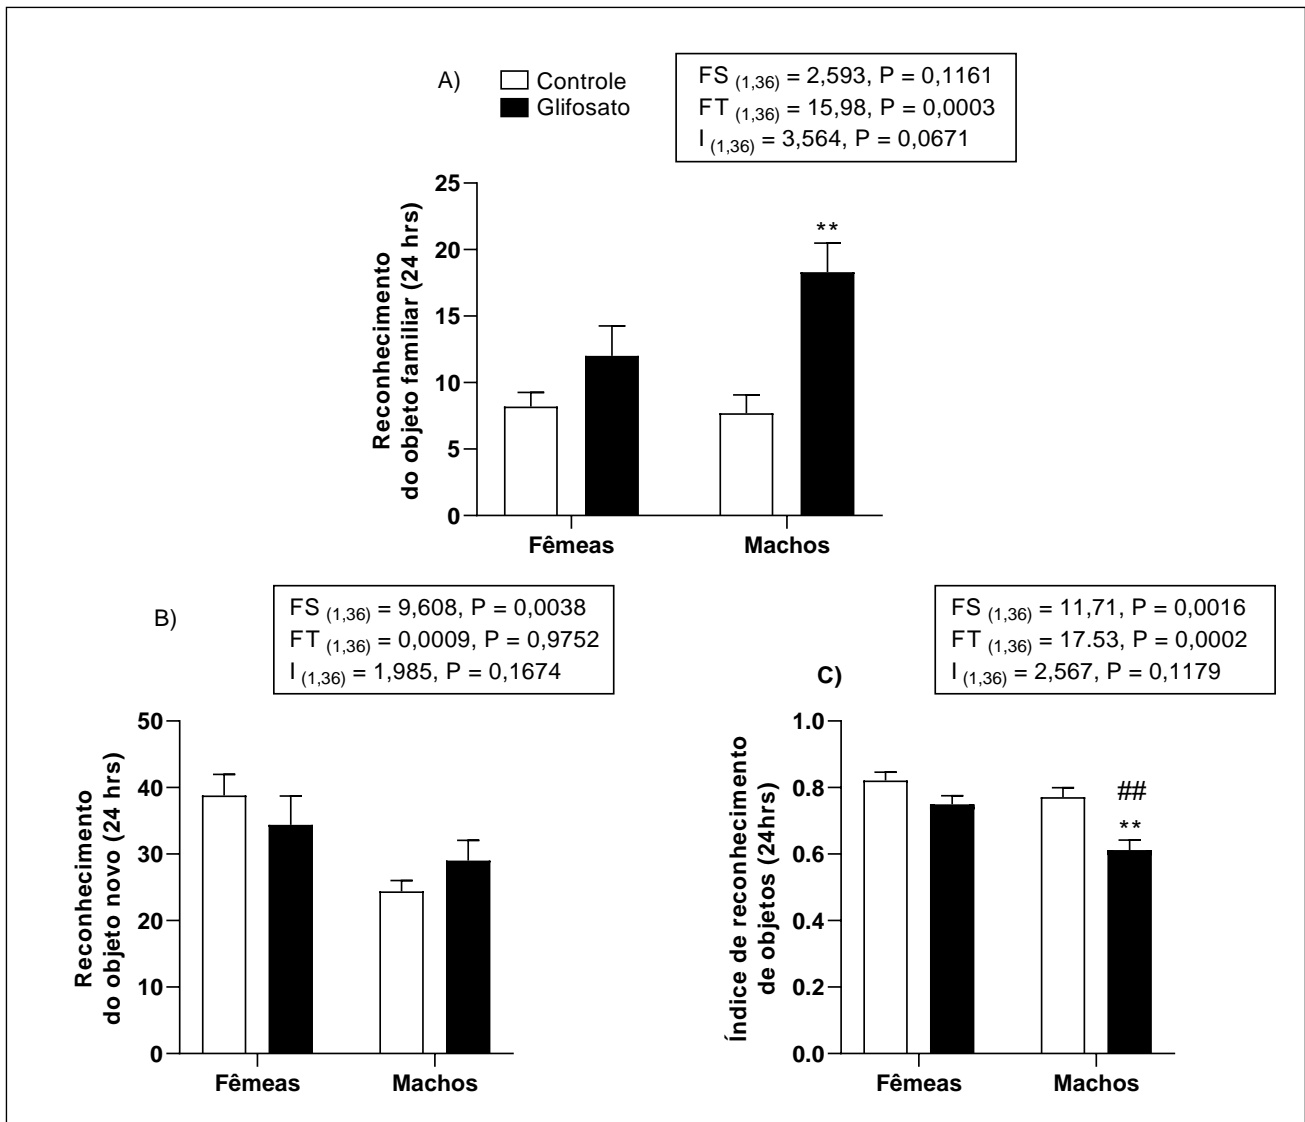 A)
Controle
Glifosato
FS (1,36) = 2,593, P = 0,1161
FT (1,36) = 15,98, P = 0,0003
I (1,36) = 3,564, P = 0,0671
Reconhecimento
do objeto familiar (24 hrs)
25
20
15
10
5
0
**
Fêmeas
Machos
B)
FS (1,36) = 9,608, P = 0,0038
FT (1,36) = 0,0009, P = 0,9752
I (1,36) = 1,985, P = 0,1674
Reconhecimento
do objeto novo (24 hrs)
50
40
30
20
10
0
Fêmeas
Machos
C)
FS (1,36) = 11,71, P = 0,0016
FT (1,36) = 17.53, P = 0,0002
I (1,36) = 2,567, P = 0,1179
Índice de reconhecimento
de objetos (24hrs)
1.0
0.8
0.6
0.4
0.2
0.0
##
**
Fêmeas
Machos